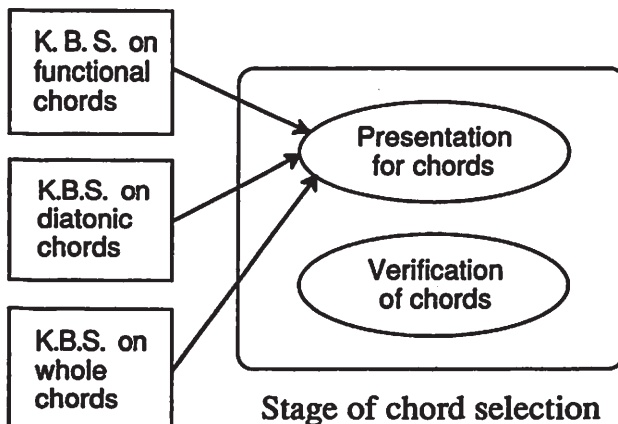 K. B. S. on
functional
chords
K.B.S. on
diatonic
chords
K.B.S. on
whole
chords
Presentation
for chords
Verification
of chords
Stage of chord selection